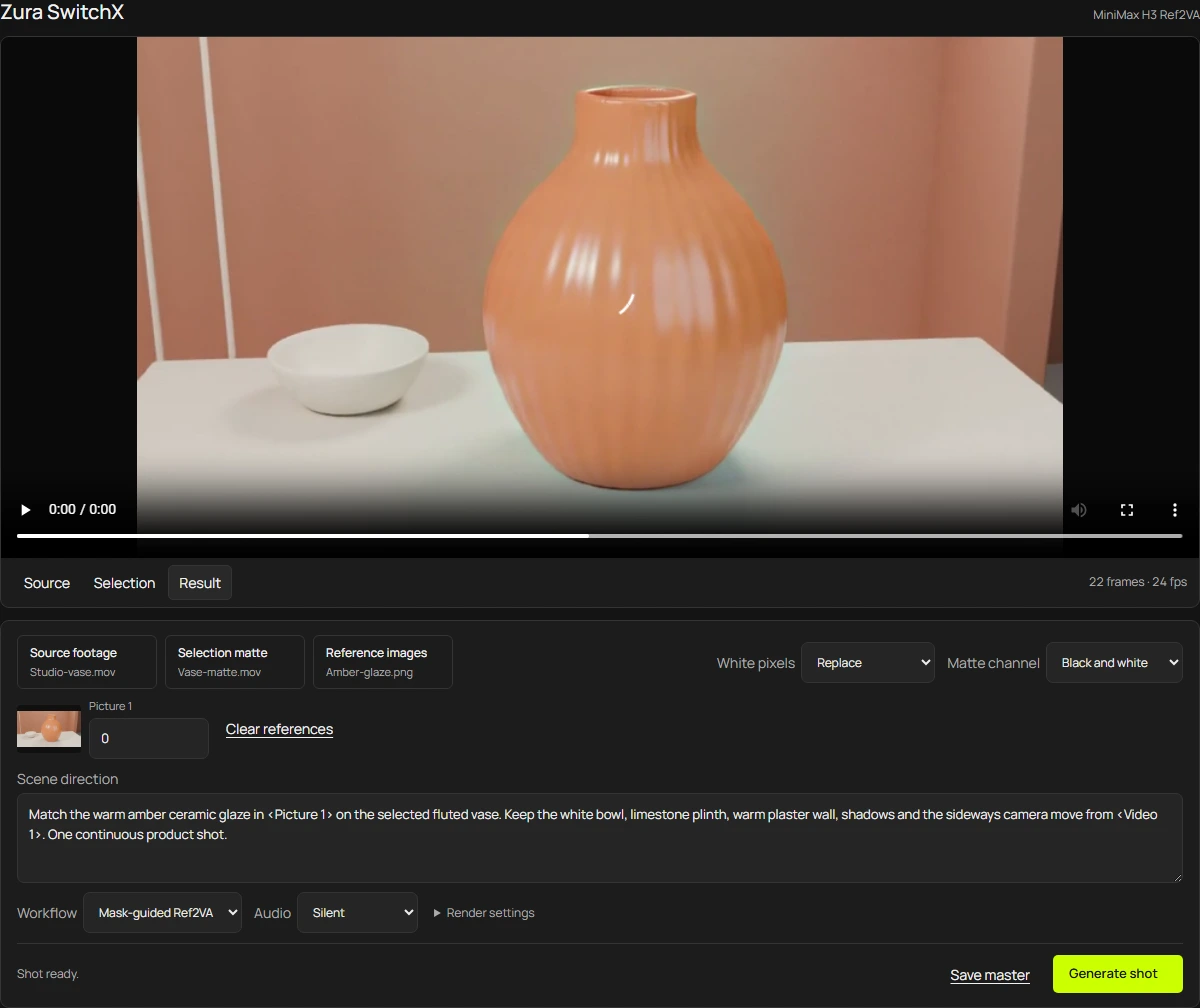 Zura SwitchX
MiniMax H3 Ref2VA
0:00 / 0:00
Source
Selection
Result
22 frames · 24 fps
Source footage
Studio-vase.mov
Selection matte
Vase-matte.mov
Reference images
Amber-glaze.png
White pixels
Replace
Matte channel
Black and white
Picture 1
0
Clear references
Scene direction
Match the warm amber ceramic glaze in <Picture 1> on the selected fluted vase. Keep the white bowl, limestone plinth, warm plaster wall, shadows and the sideways camera move from <Video
1>. One continuous product shot.
Workflow
Mask-guided Ref2VA
Audio
Silent
Render settings
Shot ready.
Save master
Generate shot